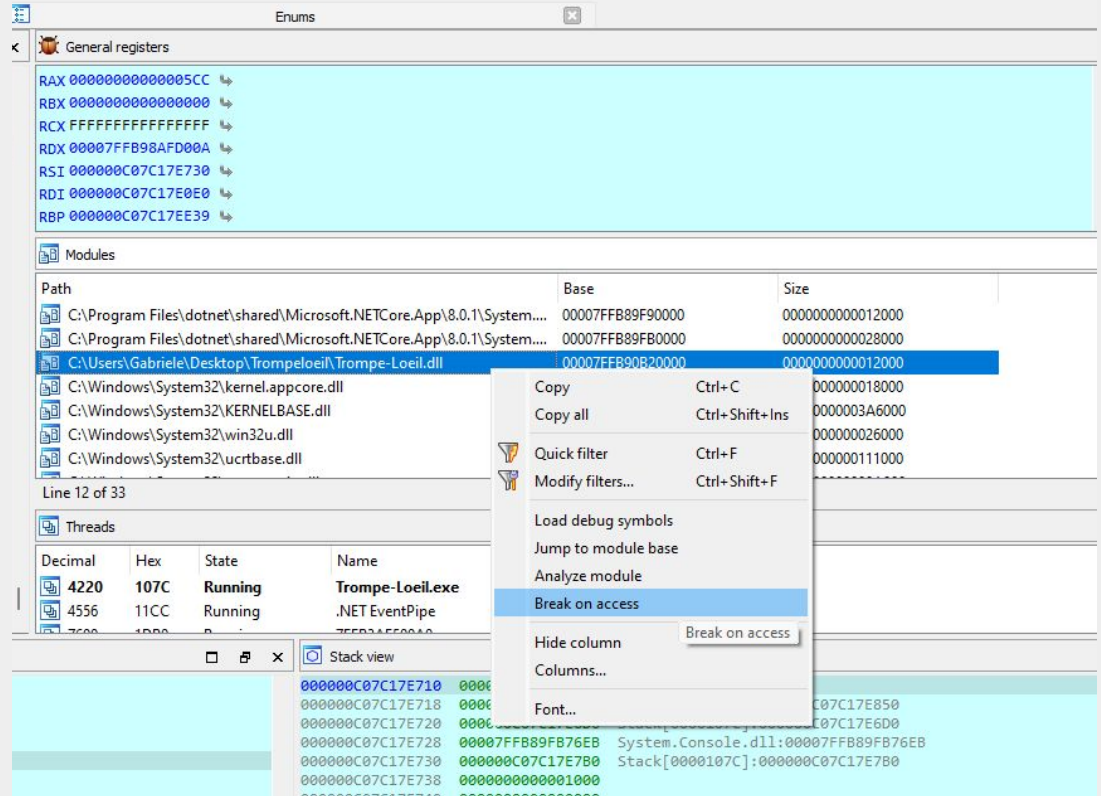 Enums
General registers
RAX 00000000000005CC
RBX 0000000000000000
RCX FFFFFFFFFFFFFFFF
RDX 00007FFB98AFD00A
RSI 000000C07C17E730
RDI 000000C07C17E0E0
RBP 000000C07C17EE39
Modules
Path Base Size
C:\Program Files\dotnet\shared\Microsoft.NETCore.App\8.0.1\System.... 00007FFB89F90000 0000000000012000
C:\Program Files\dotnet\shared\Microsoft.NETCore.App\8.0.1\System.... 00007FFB89FB0000 0000000000028000
C:\Users\Gabriele\Desktop\Trompeloeil\Trompe-Loeil.dll 00007FFB90B20000 0000000000012000
C:\Windows\System32\kernel.appcore.dll
C:\Windows\System32\KERNELBASE.dll
C:\Windows\System32\win32u.dll
C:\Windows\System32\ucrtbase.dll
Line 12 of 33
Copy Ctrl+C
Copy all Ctrl+Shift+Ins
Quick filter Ctrl+F
Modify filters... Ctrl+Shift+F
Load debug symbols
Jump to module base
Analyze module
Break on access
Hide column
Columns...
Font...
Break on access
Threads
Decimal Hex State Name
4220 107C Running Trompe-Loeil.exe
4556 11CC Running .NET EventPipe
Stack view
000000C07C17E710
000000C07C17E718
000000C07C17E720
000000C07C17E728 00007FFB89FB76EB System.Console.dll:00007FFB89FB76EB
000000C07C17E730 000000C07C17E7B0 Stack[0000107C]:000000C07C17E7B0
000000C07C17E738 0000000000001000